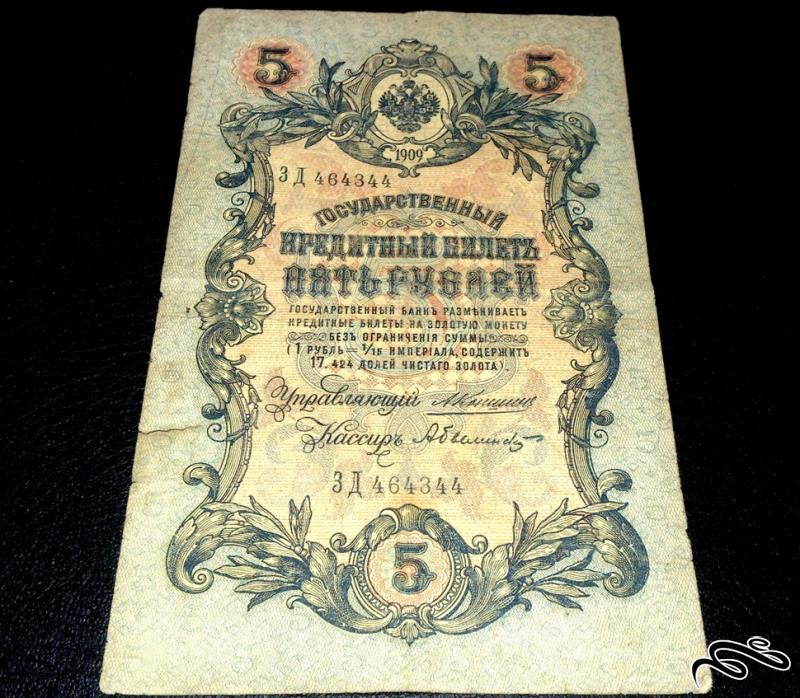 5 5
1909
ЗД 464344
ГОСУДАРСТВЕННЫЙ
КРЕДИТНЫЙ БИЛЕТЪ
ПЯТЬ РУБЛЕЙ
ГОСУДАРСТВЕННЫЙ БАНКЪ РАЗМѢНИВАЕТЪ
КРЕДИТНЫЕ БИЛЕТЫ НА ЗОЛОТУЮ МОНЕТУ
БЕЗЪ ОГРАНИЧЕНІЯ СУММЫ
(1 РУБЛЬ = 1/15 ИМПЕРІАЛА, СОДЕРЖИТЪ
17,424 ДОЛЕЙ ЧИСТАГО ЗОЛОТА).
Управляющій
Кассиръ
ЗД 464344
5